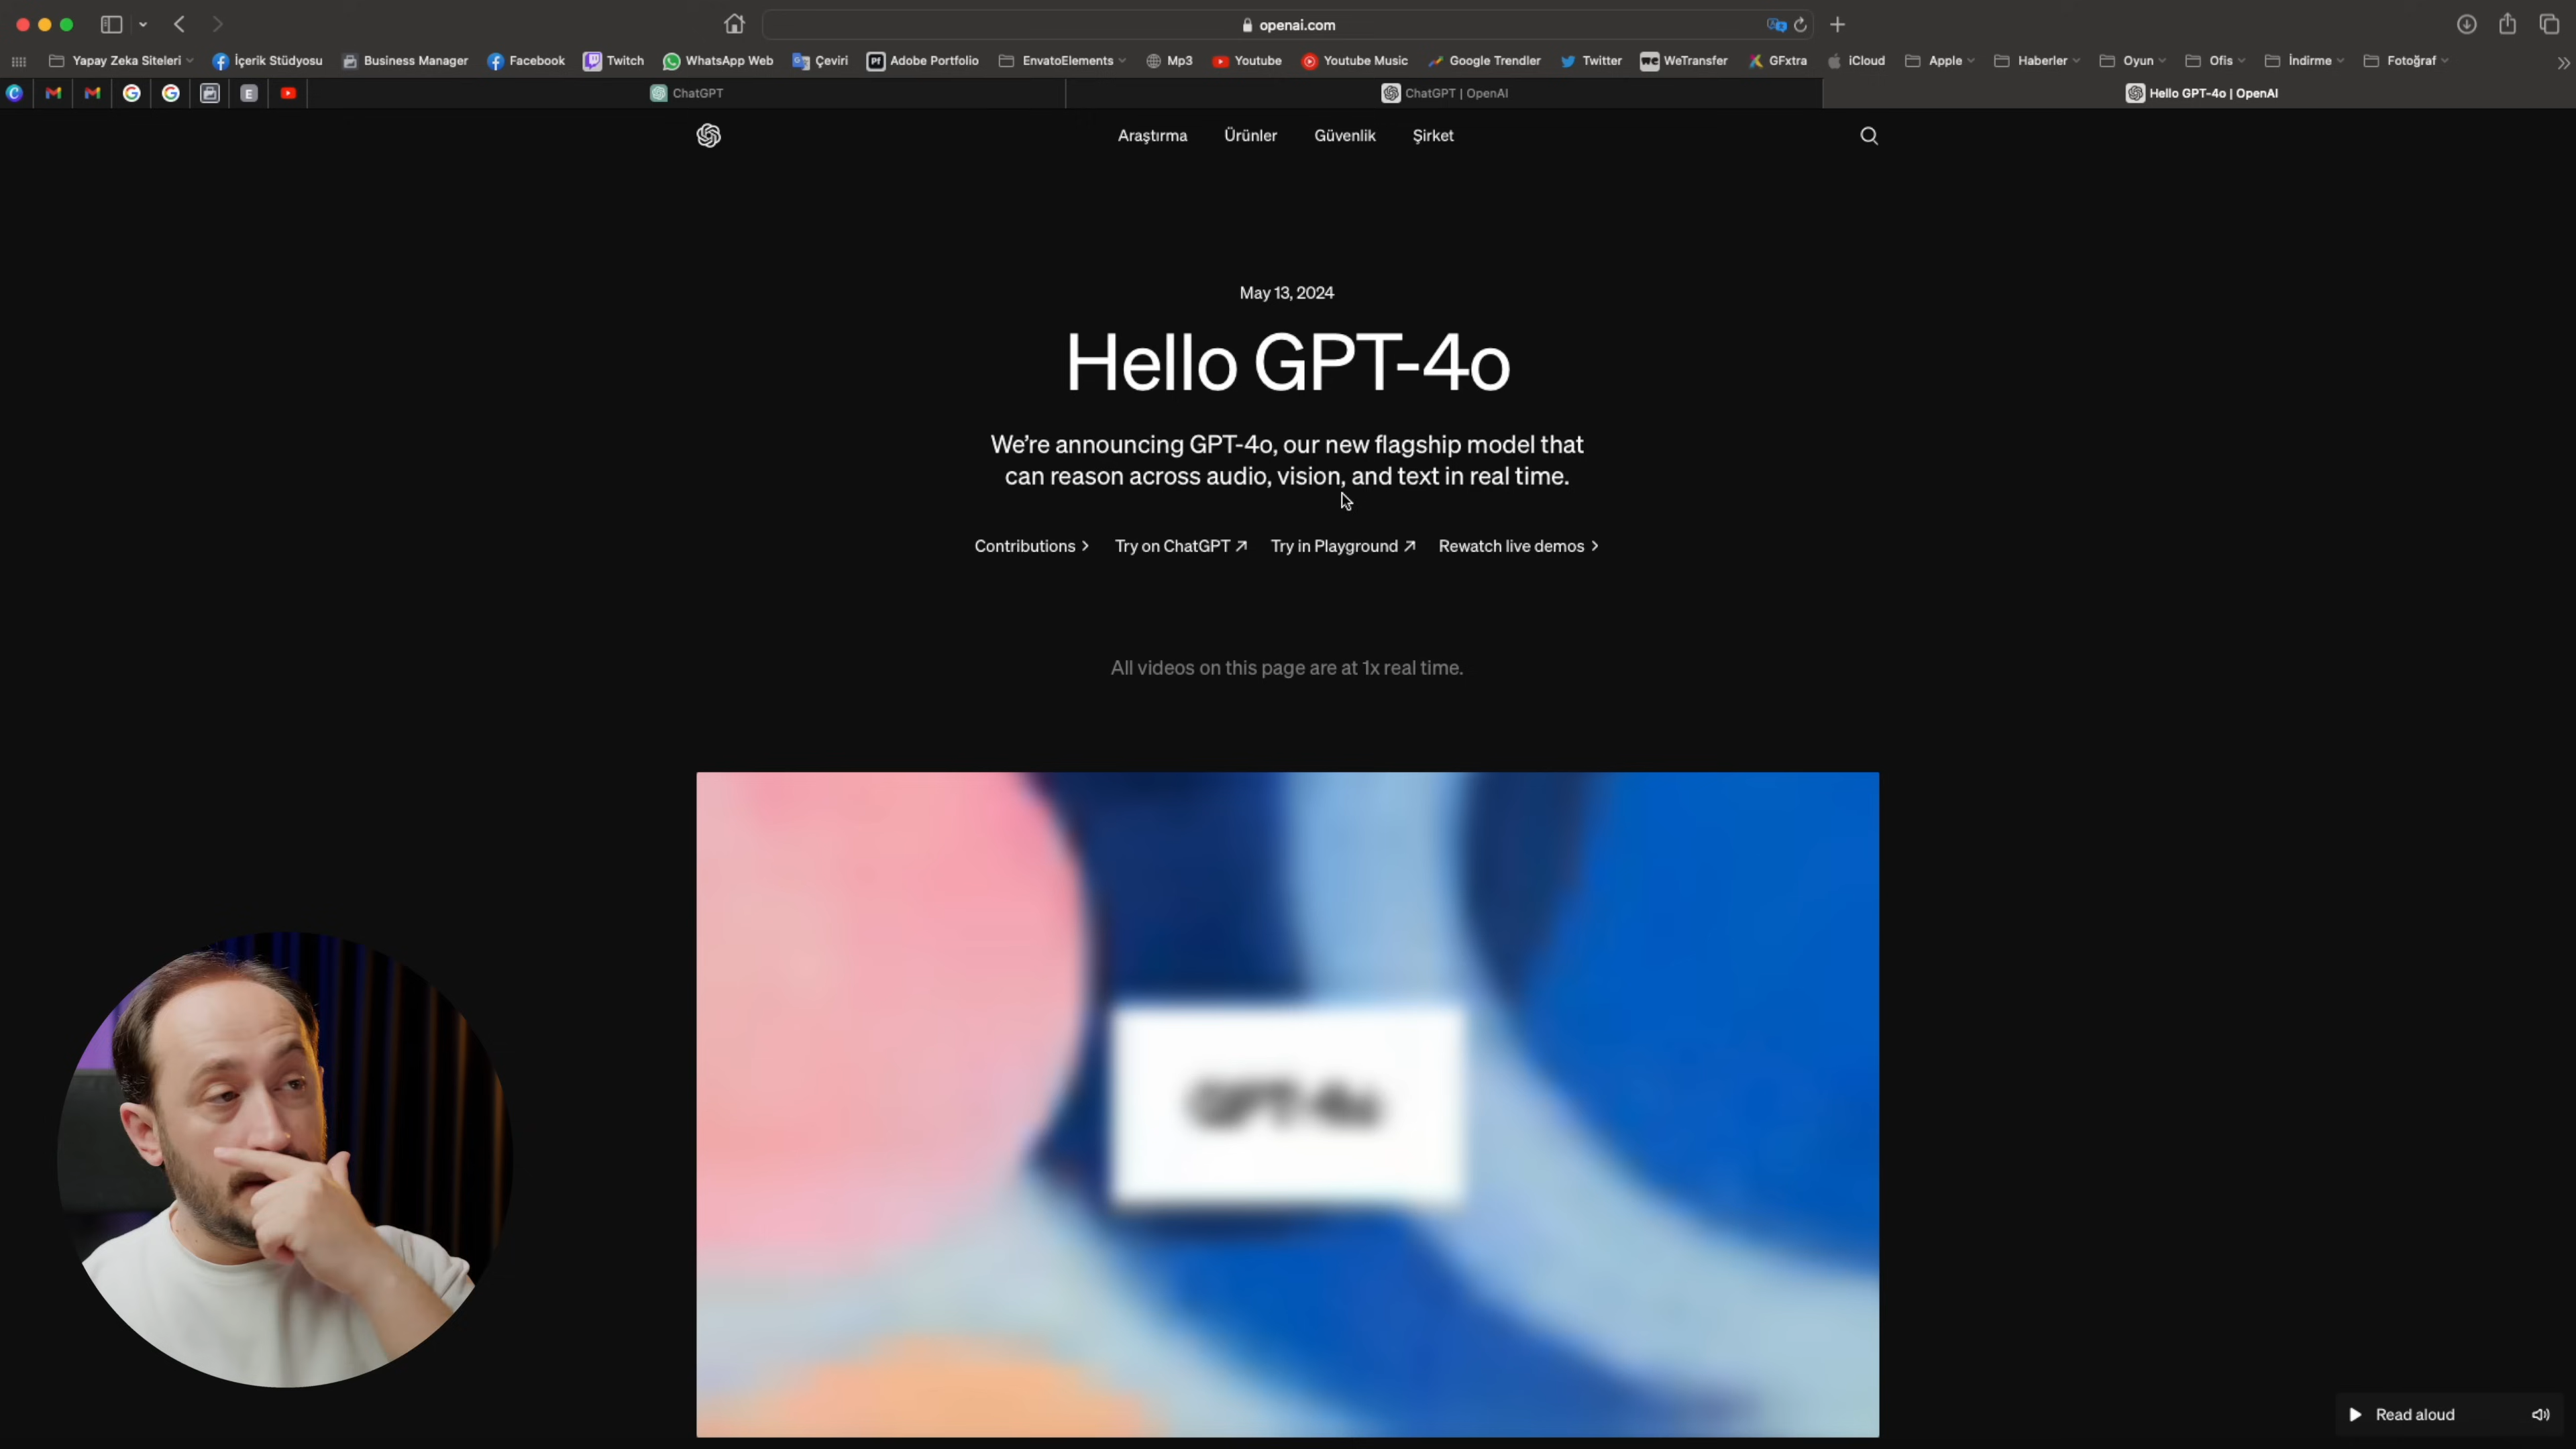 openai.com
Yapay Zeka Siteleri
İçerik Stüdyosu
Business Manager
Facebook
Twitch
WhatsApp Web
Çeviri
Adobe Portfolio
EnvatoElements
Mp3
Youtube
Youtube Music
Google Trendler
Twitter
WeTransfer
GFxtra
iCloud
Apple
Haberler
Oyun
Ofis
İndirme
Fotoğraf
ChatGPT
ChatGPT | OpenAI
Hello GPT-4o | OpenAI
Araştırma
Ürünler
Güvenlik
Şirket
May 13, 2024
Hello GPT-4o
We're announcing GPT-4o, our new flagship model that
can reason across audio, vision, and text in real time.
Contributions
Try on ChatGPT
Try in Playground
Rewatch live demos
All videos on this page are at 1x real time.
GPT-4o
Read aloud